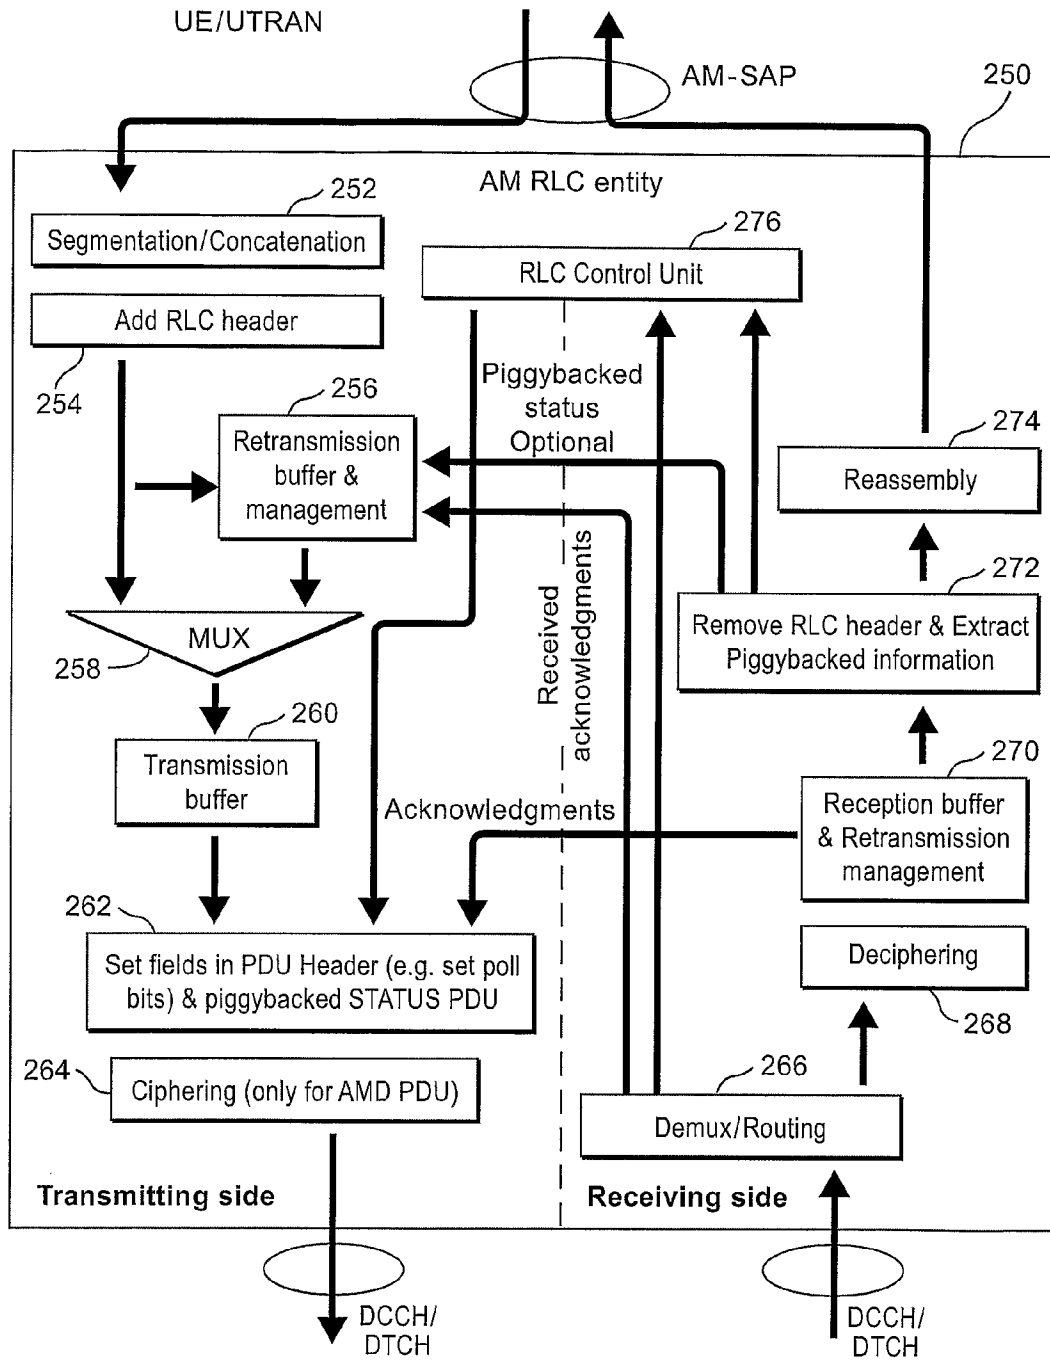 UE/UTRAN
AM-SAP
250
AM RLC entity
252
Segmentation/Concatenation
276
RLC Control Unit
Add RLC header
254
256
Retransmission
buffer &
management
Piggybacked
status
Optional
274
Reassembly
Received
acknowledgments
272
Remove RLC header & Extract
Piggybacked information
MUX
258
260
Transmission
buffer
270
Reception buffer
& Retransmission
management
Acknowledgments
262
Set fields in PDU Header (e.g. set poll
bits) & piggybacked STATUS PDU
Deciphering
268
264
Ciphering (only for AMD PDU)
266
Demux/Routing
Transmitting side
Receiving side
DCCH/
DTCH
DCCH/
DTCH